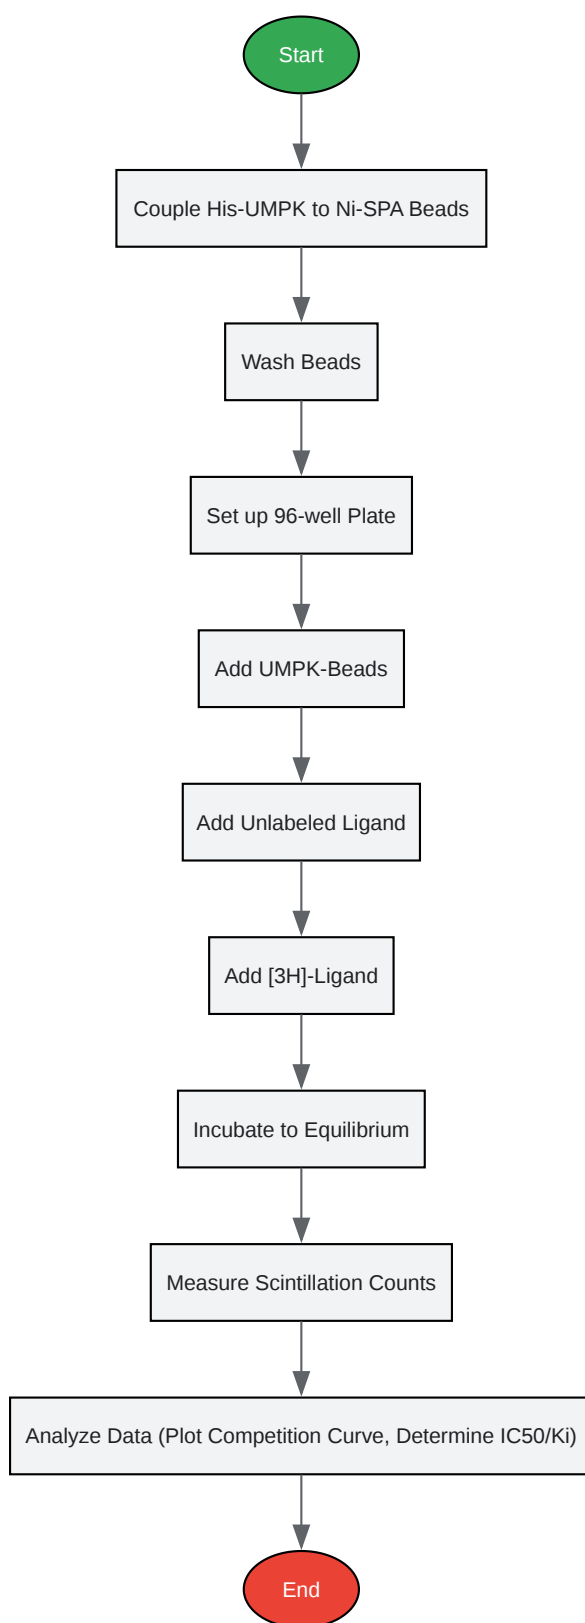 Start
Couple His-UMPK to Ni-SPA Beads
Wash Beads
Set up 96-well Plate
Add UMPK-Beads
Add Unlabeled Ligand
Add [3H]-Ligand
Incubate to Equilibrium
Measure Scintillation Counts
Analyze Data (Plot Competition Curve, Determine IC50/Ki)
End